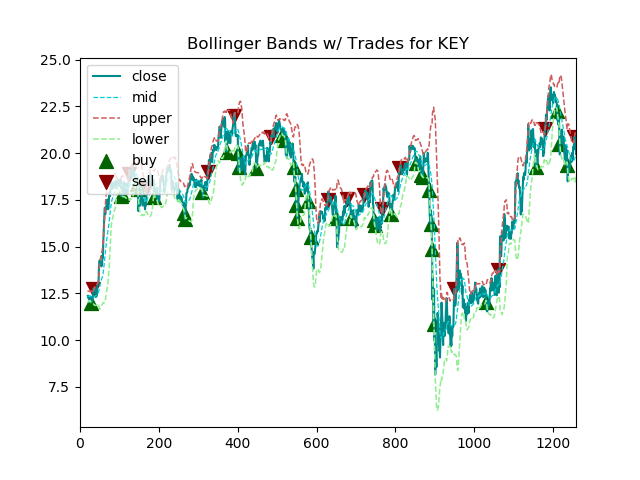 Bollinger Bands w/ Trades for KEY
25.0
22.5
20.0
17.5
15.0
12.5
10.0
7.5
close
mid
upper
lower
buy
sell
0 200 400 600 800 1000 1200